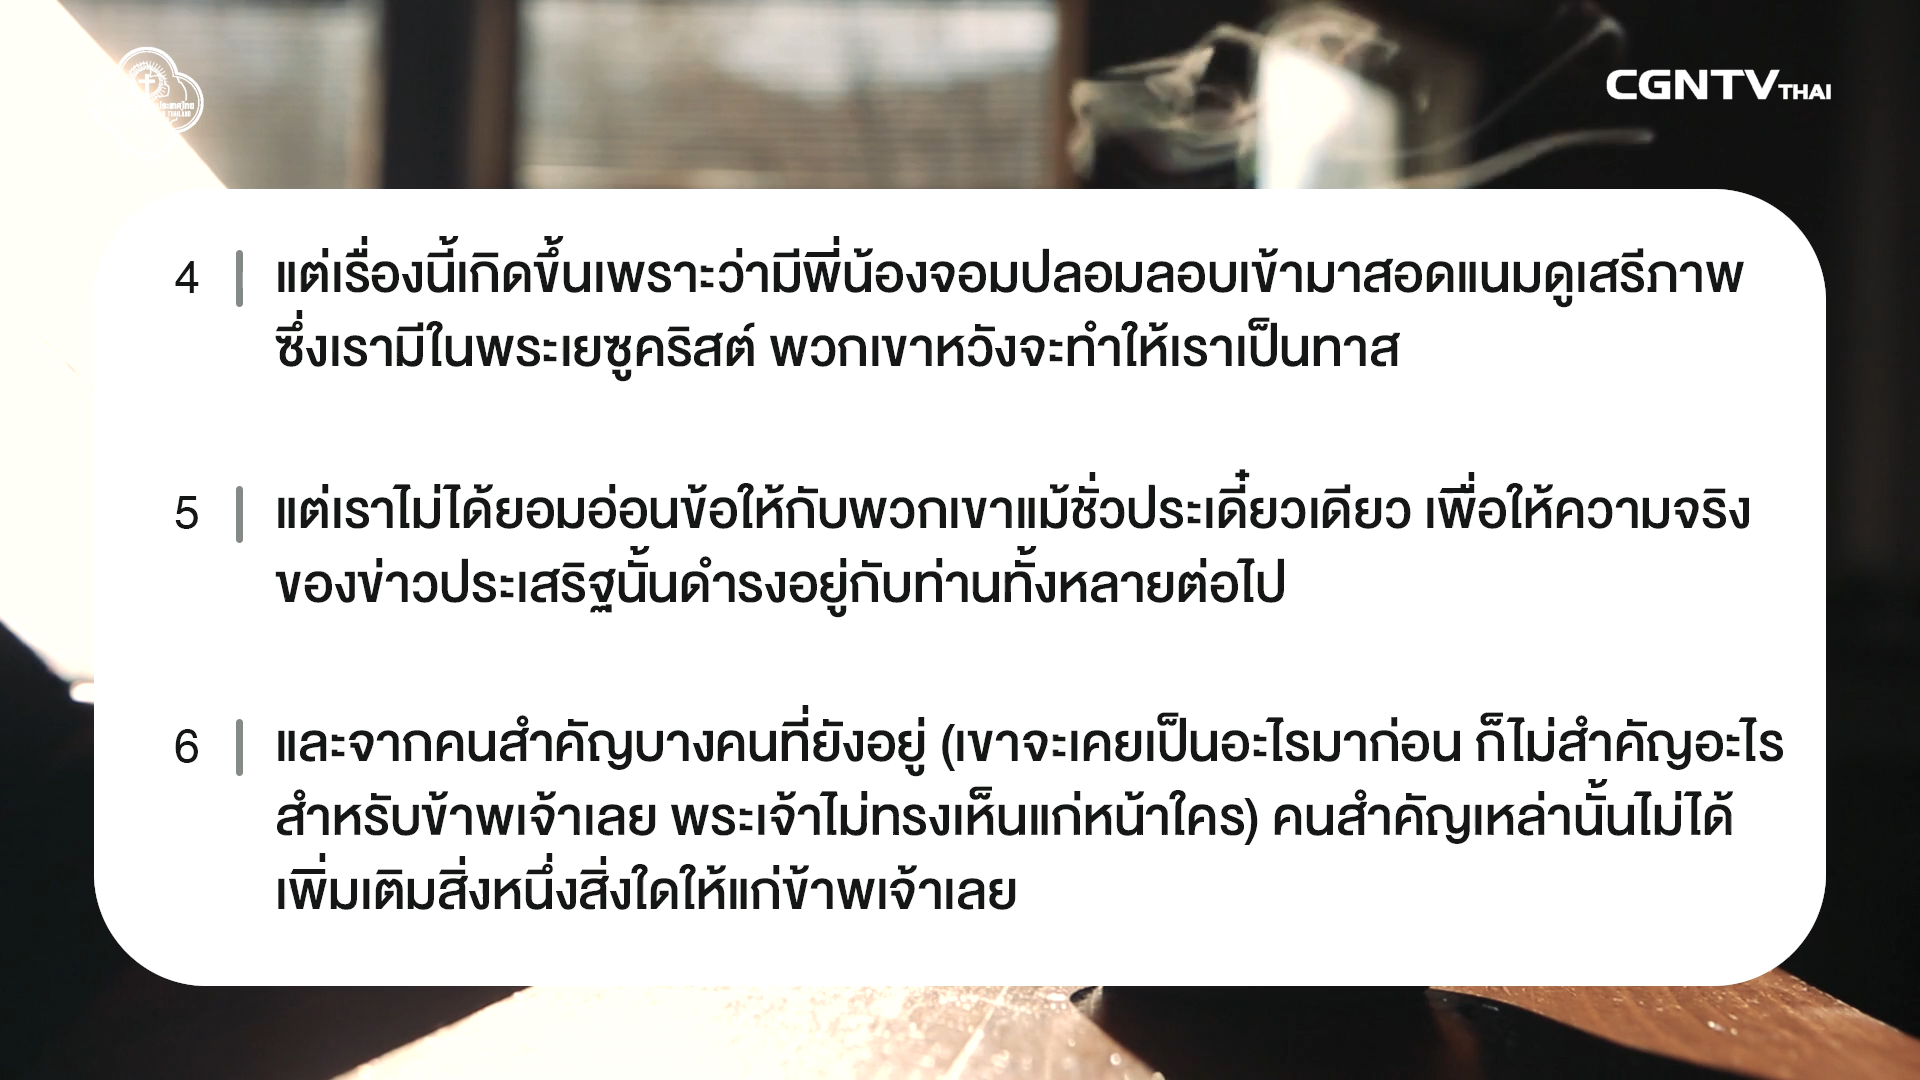 CGNTV THAI
4 แต่เรื่องนี้เกิดขึ้นเพราะว่ามีพี่น้องจอมปลอมลอบเข้ามาสอดแนมดูเสรีภาพ
ซึ่งเรามีในพระเยซูคริสต์ พวกเขาหวังจะทำให้เราเป็นทาส
5 แต่เราไม่ได้ยอมอ่อนข้อให้กับพวกเขาแม้ชั่วประเดี๋ยวเดียว เพื่อให้ความจริง
ของข่าวประเสริฐนั้นดำรงอยู่กับท่านทั้งหลายต่อไป
6 และจากคนสำคัญบางคนที่ยังอยู่ (เขาจะเคยเป็นอะไรมาก่อน ก็ไม่สำคัญอะไร
สำหรับข้าพเจ้าเลย พระเจ้าไม่ทรงเห็นแก่หน้าใคร) คนสำคัญเหล่านั้นไม่ได้
เพิ่มเติมสิ่งหนึ่งสิ่งใดให้แก่ข้าพเจ้าเลย